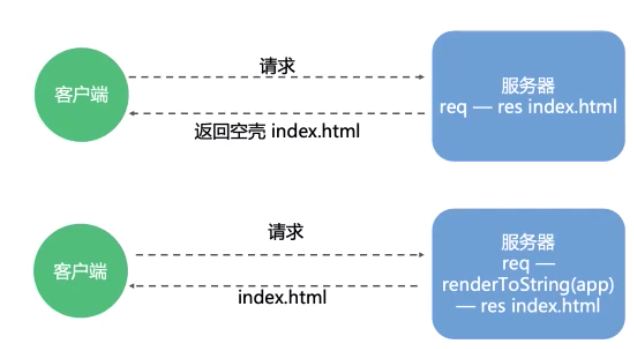 请求
客户端
服务器
req — res index.html
返回空壳 index.html
请求
客户端
服务器
req —
renderToString(app)
— res index.html
index.html